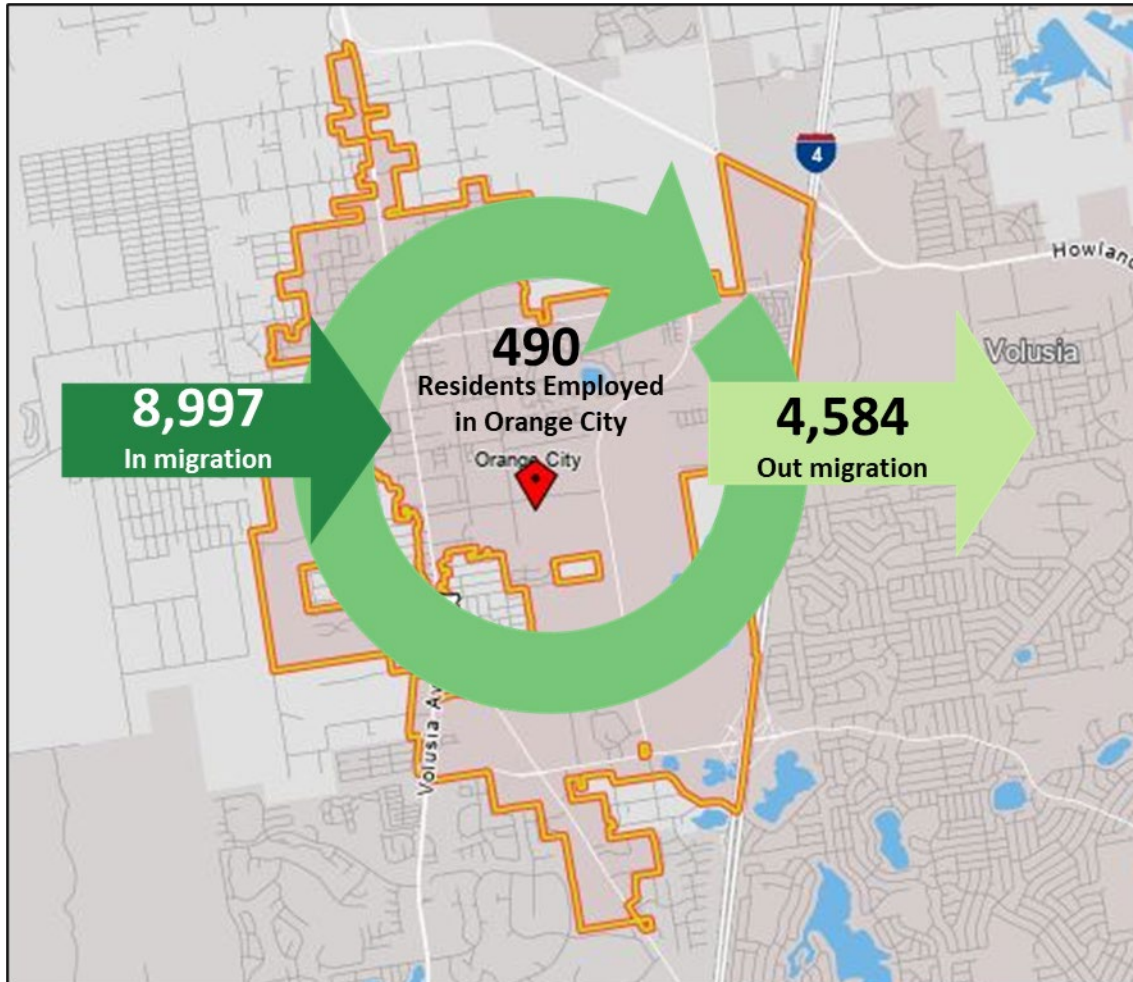 4
Howland
490
Residents Employed
in Orange City
Volusia
8,997
In migration
4,584
Out migration
Orange City
Volusia Av